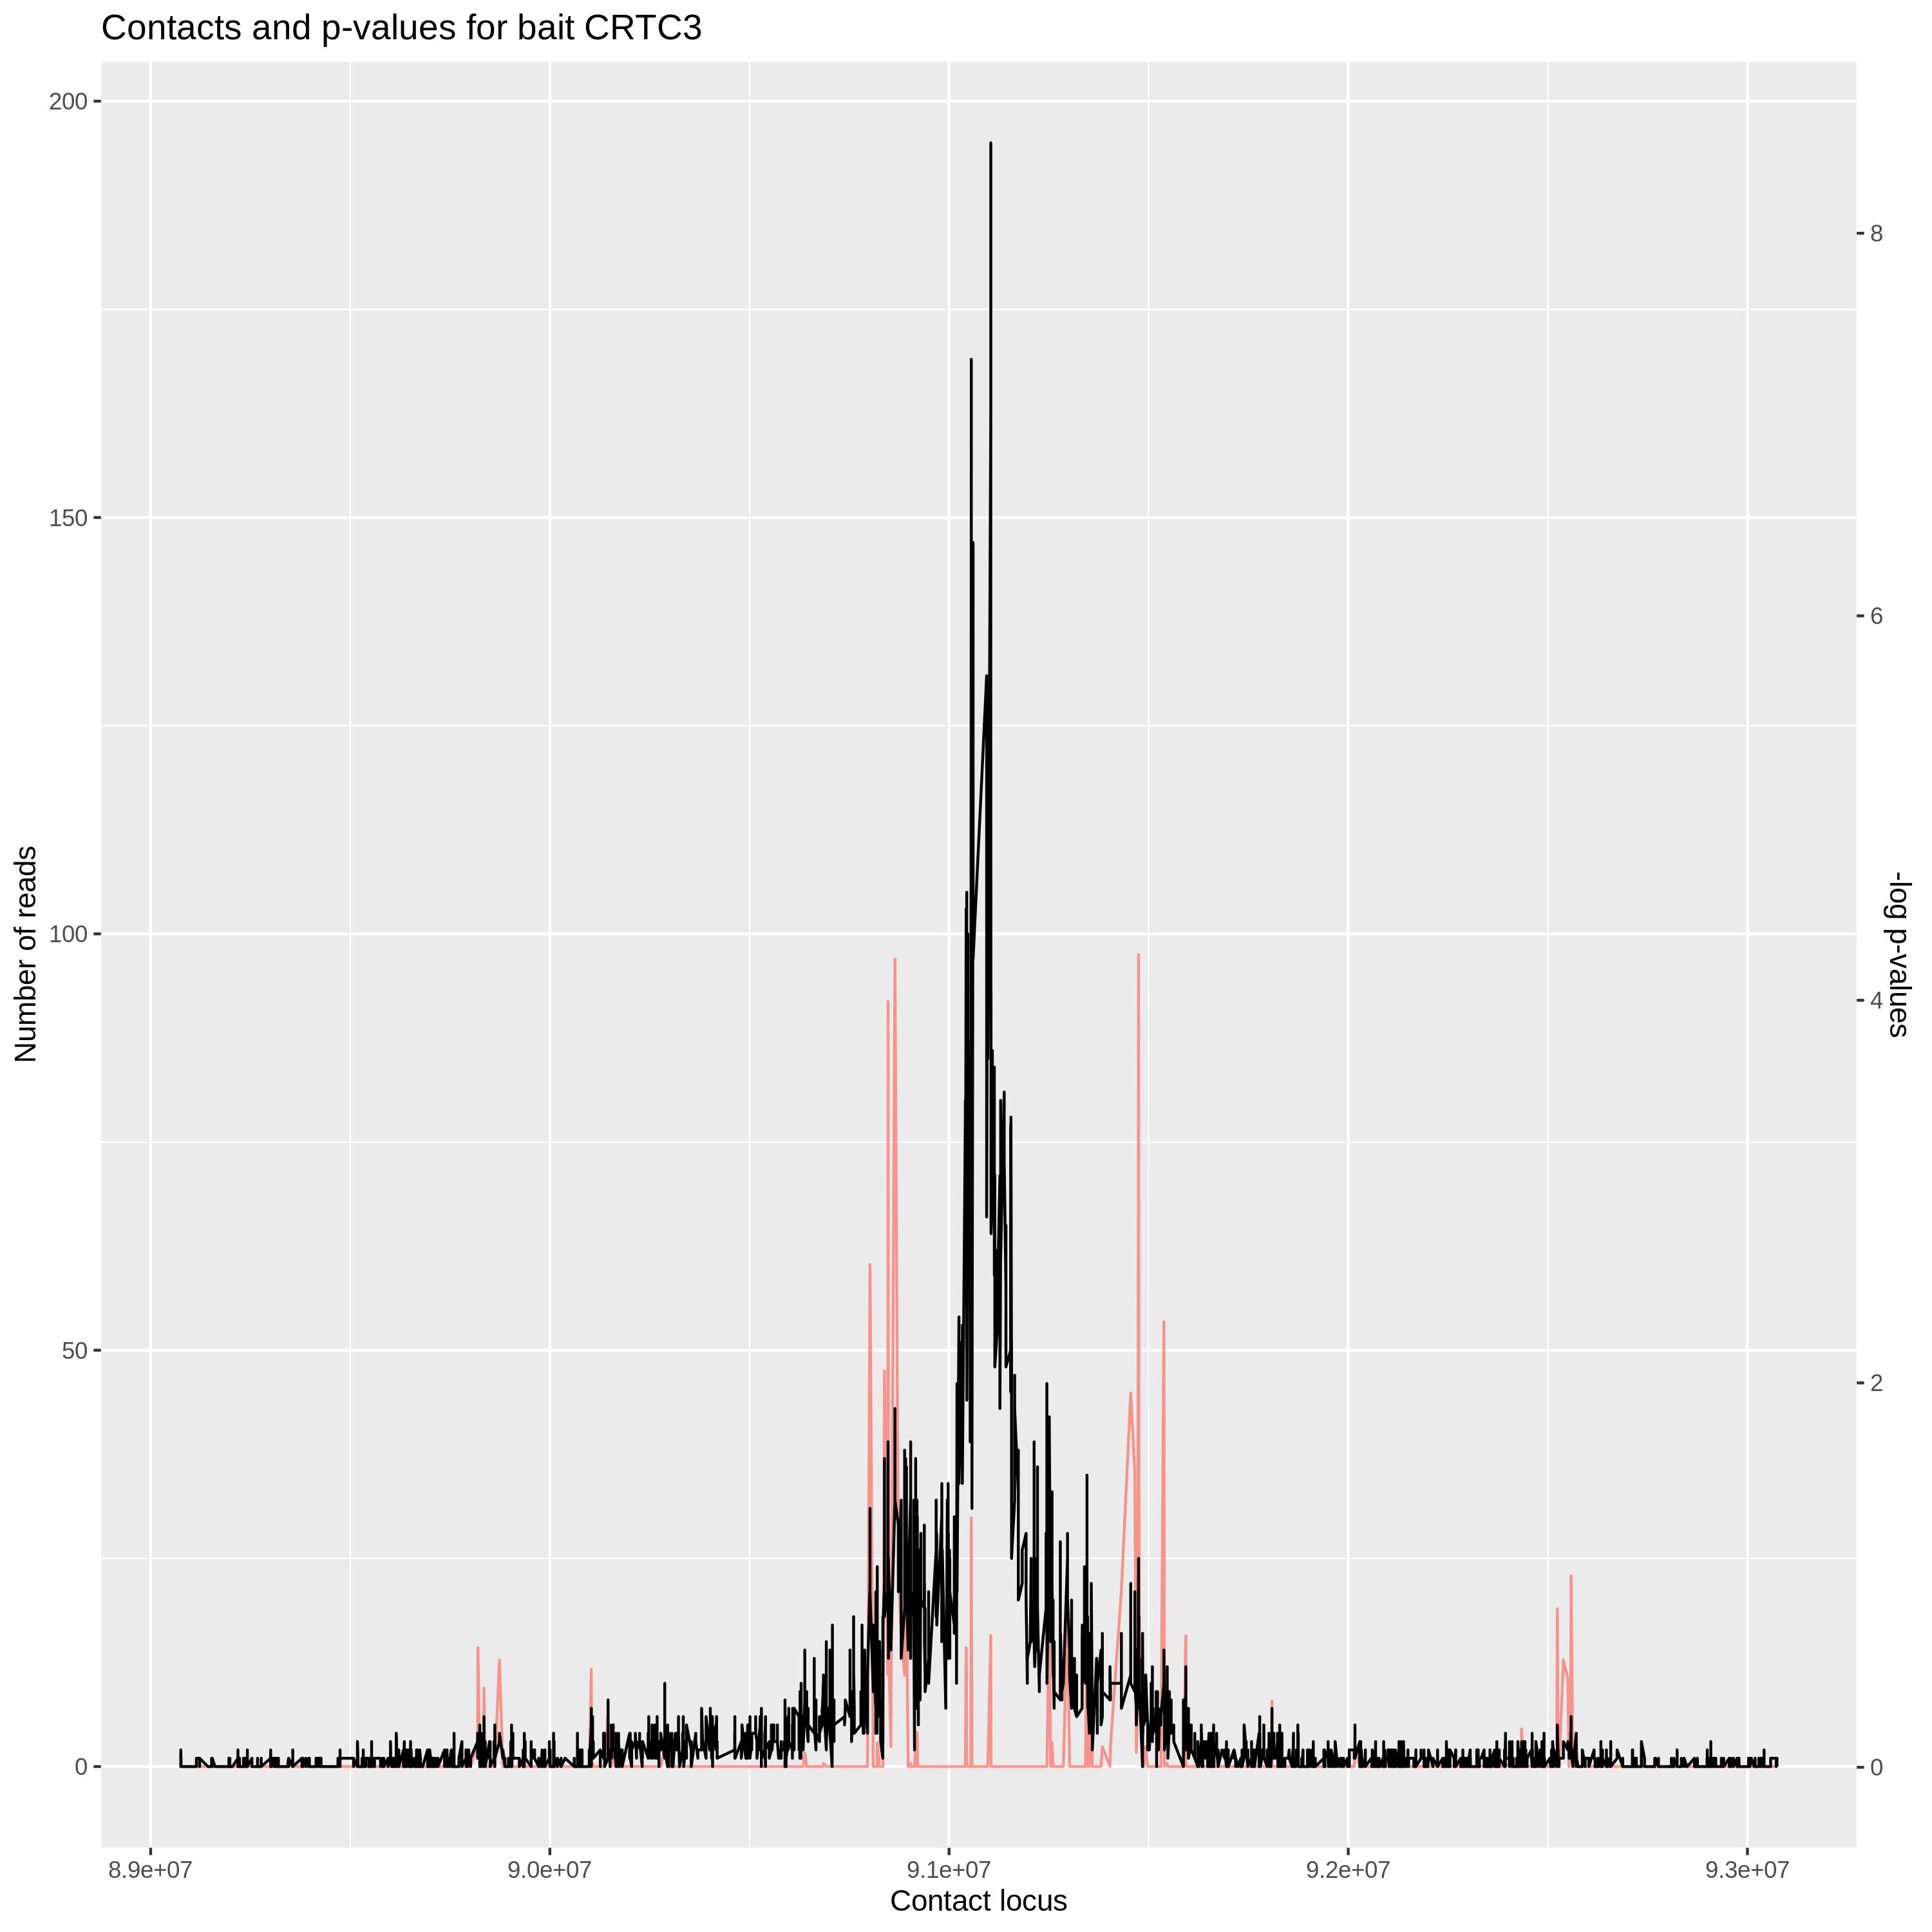 Contacts and p-values for bait CRTC3
200
150
100
50
0
Number of reads
8
6
4
2
0
-log p-values
8.9e+07 9.0e+07 9.1e+07 9.2e+07 9.3e+07
Contact locus